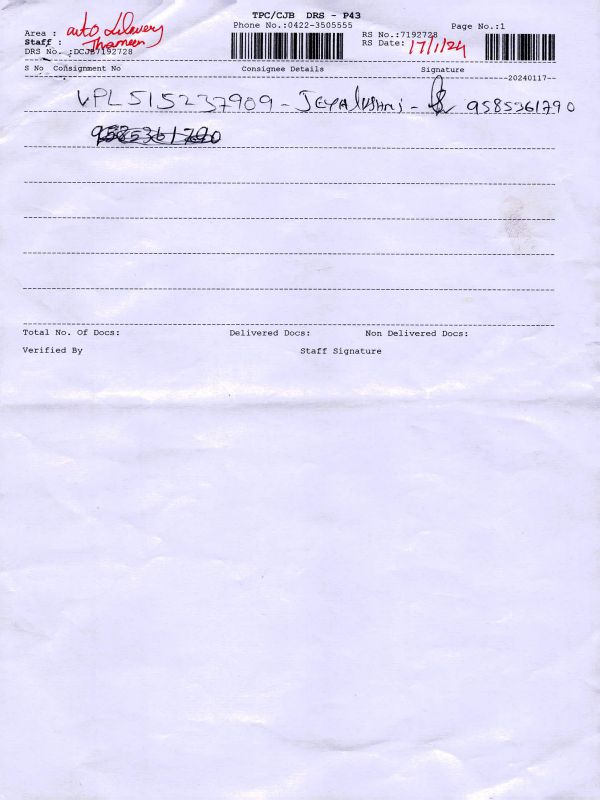 TPC/CJB DRS - P43
Area : auto Delavery
Phone No.:0422-3505555
RS No.:7192728
Page No.:1
Staff : Thameem
RS Date: 17/1/24
DRS No. :DCJB7192728
S No Consignment No Consignee Details Signature
20240117--
VPL515237909 - JEYALUSHMI - 9585361790
9585361790
Total No. Of Docs: Delivered Docs: Non Delivered Docs:
Verified By Staff Signature